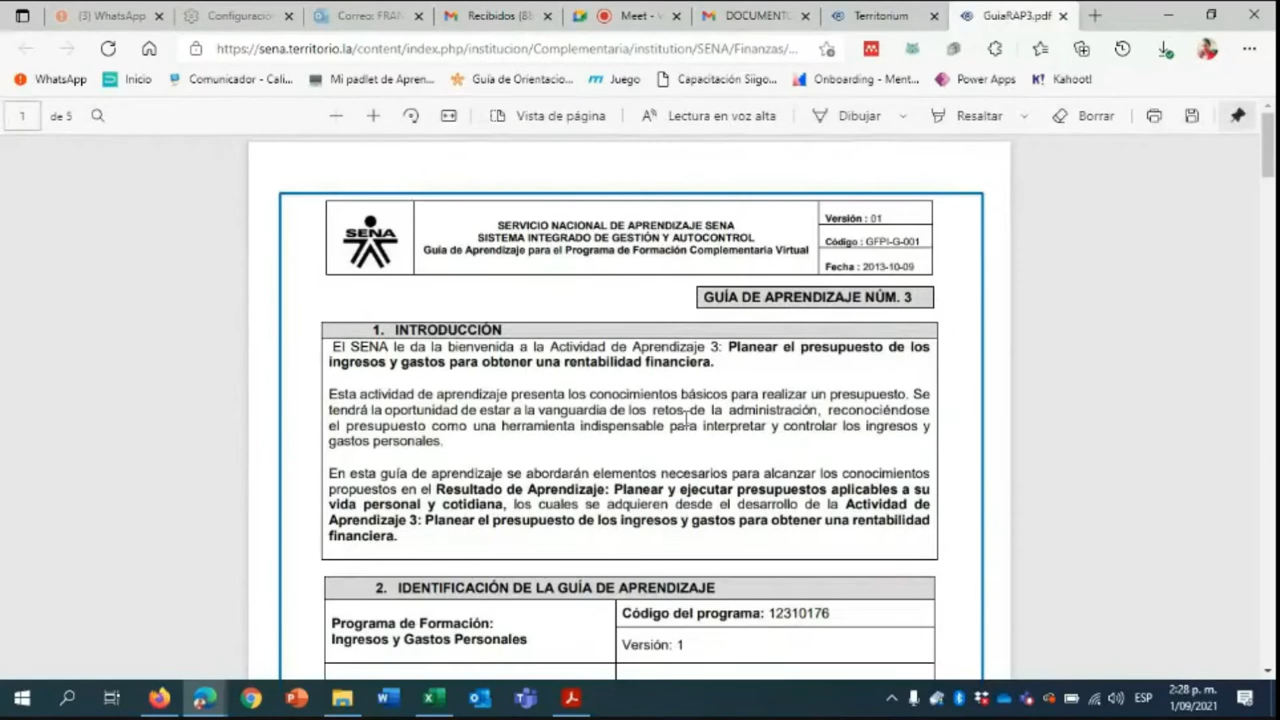 (3) WhatsApp
Configuració
Correo: FRAN
Recibidos (8
Meet -
DOCUMENT
Territorium
GuiaRAP3.pdf
https://sena.territorio.la/content/index.php/institucion/Complementaria/institution/SENA/Finanzas/...
WhatsApp
Inicio
Comunicador - Cali...
Mi padlet de Apren...
Guía de Orientacio...
Juego
Capacitación Siigo...
Onboarding - Ment...
Power Apps
Kahoot!
1 de 5
Vista de página
Lectura en voz alta
Dibujar
Resaltar
Borrar
SENA
SERVICIO NACIONAL DE APRENDIZAJE SENA
SISTEMA INTEGRADO DE GESTIÓN Y AUTOCONTROL
Guía de Aprendizaje para el Programa de Formación Complementaria Virtual
Versión : 01
Código : GFPI-G-001
Fecha : 2013-10-09
GUÍA DE APRENDIZAJE NÚM. 3
1. INTRODUCCIÓN
El SENA le da la bienvenida a la Actividad de Aprendizaje 3: Planear el presupuesto de los
ingresos y gastos para obtener una rentabilidad financiera.
Esta actividad de aprendizaje presenta los conocimientos básicos para realizar un presupuesto. Se
tendrá la oportunidad de estar a la vanguardia de los retos de la administración, reconociéndose
el presupuesto como una herramienta indispensable para interpretar y controlar los ingresos y
gastos personales.
En esta guía de aprendizaje se abordarán elementos necesarios para alcanzar los conocimientos
propuestos en el Resultado de Aprendizaje: Planear y ejecutar presupuestos aplicables a su
vida personal y cotidiana, los cuales se adquieren desde el desarrollo de la Actividad de
Aprendizaje 3: Planear el presupuesto de los ingresos y gastos para obtener una rentabilidad
financiera.
2. IDENTIFICACIÓN DE LA GUÍA DE APRENDIZAJE
Programa de Formación:
Ingresos y Gastos Personales
Código del programa: 12310176
Versión: 1
ESP
2:28 p. m.
1/09/2021